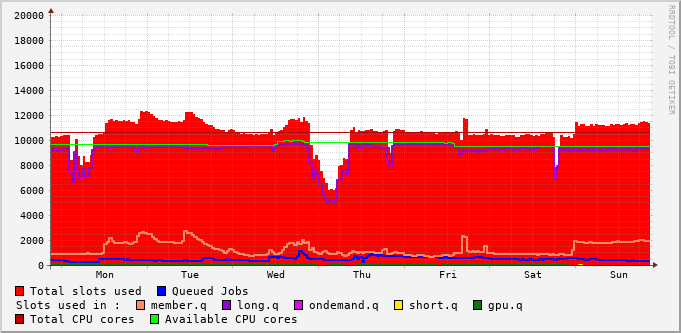 20000
18000
16000
14000
12000
10000
8000
6000
4000
2000
0
Mon Tue Wed Thu Fri Sat Sun
RRDTOOL / TOBI OETIKER
Total slots used Queued Jobs
Slots used in : member.q long.q ondemand.q short.q gpu.q
Total CPU cores Available CPU cores